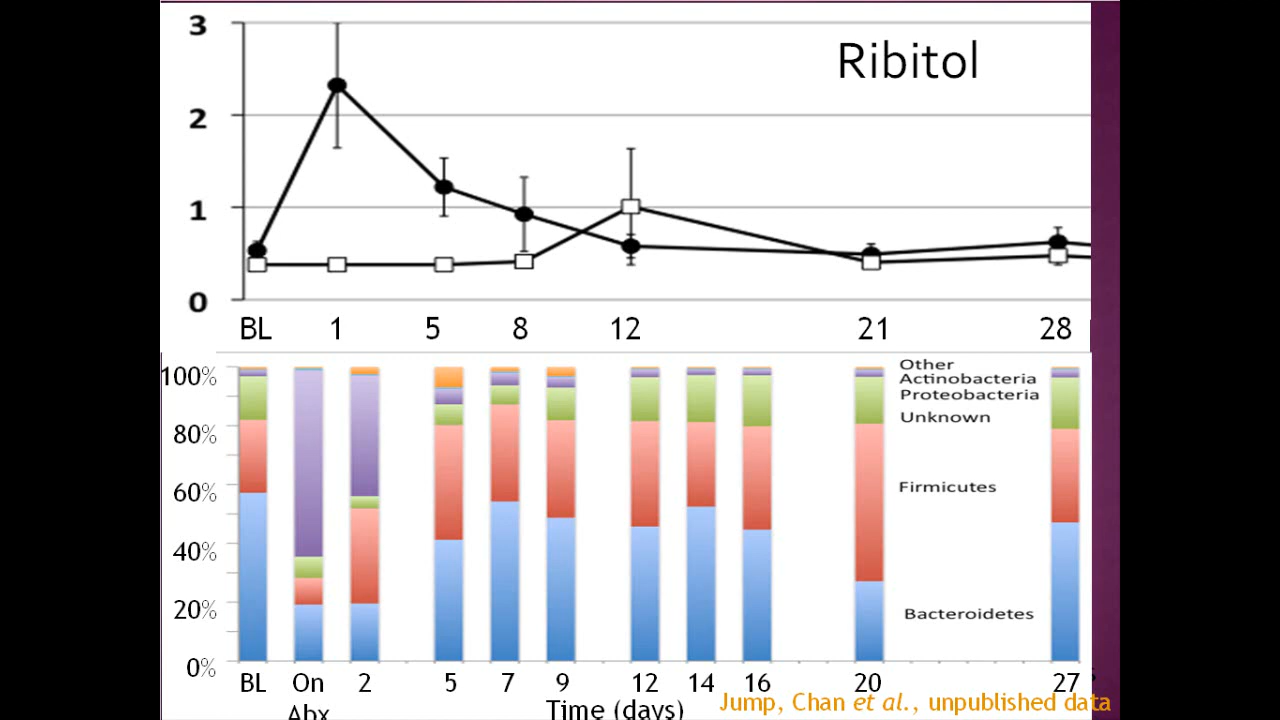 3
Ribitol
2
1
0
BL 1 5 8 12 21 28
100%
Other
Actinobacteria
Proteobacteria
Unknown
80%
60%
Firmicutes
40%
20%
Bacteroidetes
0%
BL On 2 5 7 9 12 14 16 20 27
Abx
Time (days)
Jump, Chan et al., unpublished data